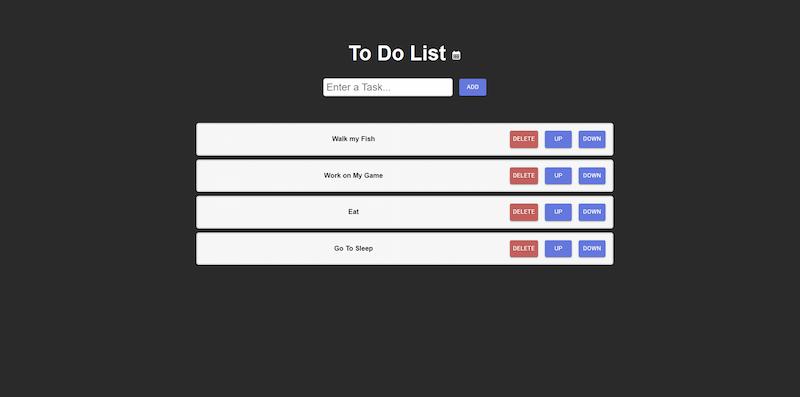 To Do List
Enter a Task... ADD
Walk my Fish DELETE UP DOWN
Work on My Game DELETE UP DOWN
Eat DELETE UP DOWN
Go To Sleep DELETE UP DOWN